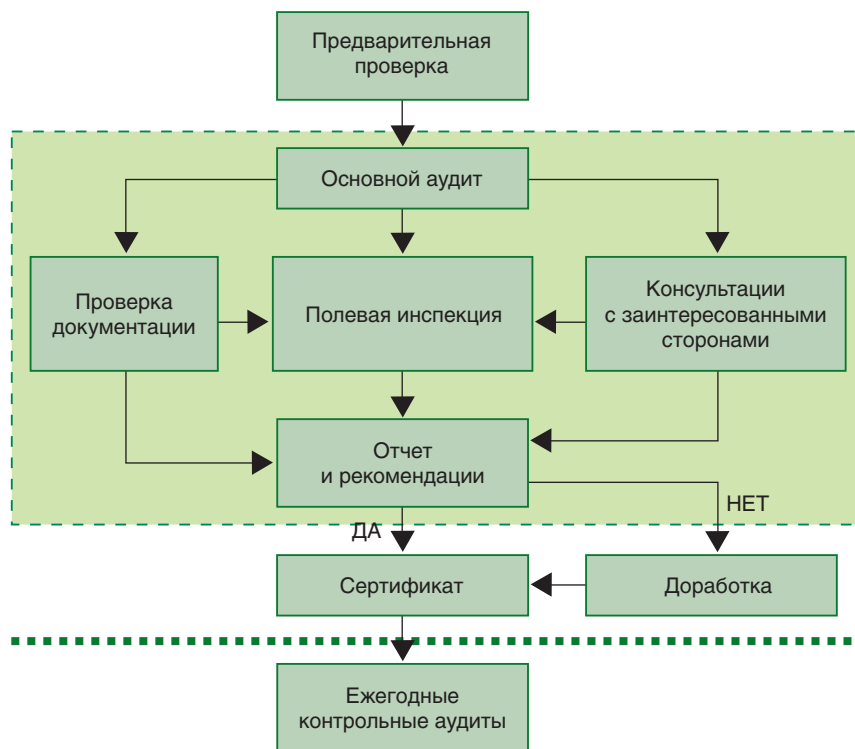 Предварительная
проверка
Основной аудит
Проверка
документации
Полевая инспекция
Консультации
с заинтересованными
сторонами
Отчет
и рекомендации
ДА
НЕТ
Сертификат
Доработка
Ежегодные
контрольные аудиты